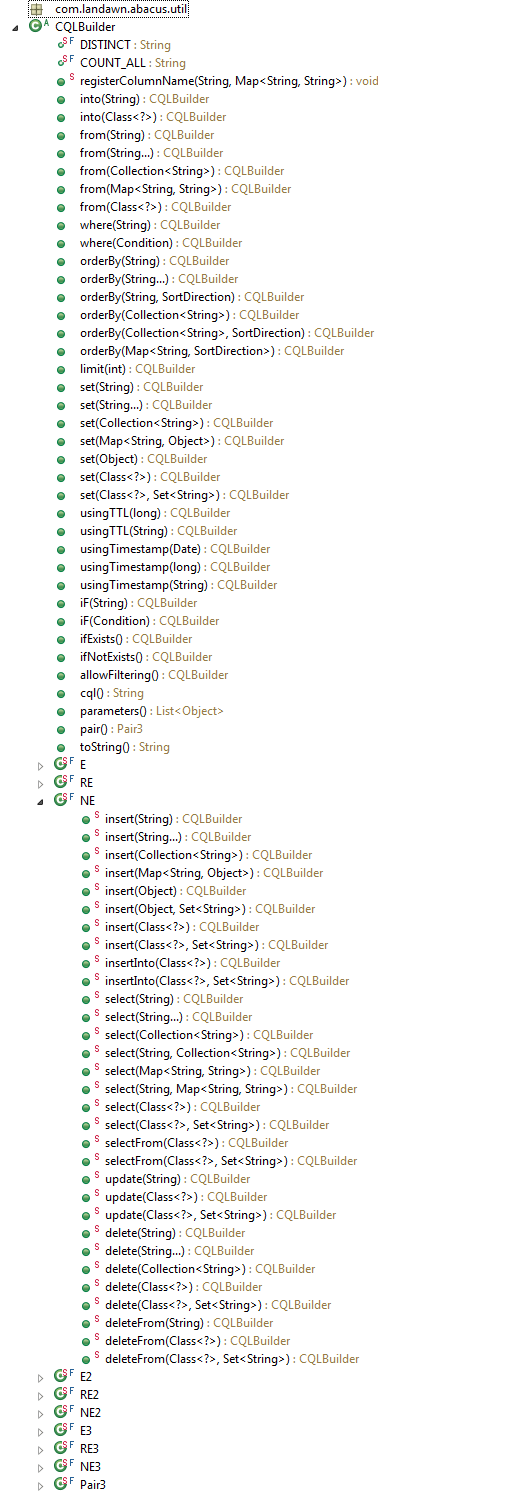 com.landawn.abacus.util
CQLBuilder
DISTINCT : String
COUNT_ALL : String
registerColumnName(String, Map<String, String>) : void
into(String) : CQLBuilder
into(Class<?>) : CQLBuilder
from(String) : CQLBuilder
from(String...) : CQLBuilder
from(Collection<String>) : CQLBuilder
from(Map<String, String>) : CQLBuilder
from(Class<?>) : CQLBuilder
where(String) : CQLBuilder
where(Condition) : CQLBuilder
orderBy(String) : CQLBuilder
orderBy(String...) : CQLBuilder
orderBy(String, SortDirection) : CQLBuilder
orderBy(Collection<String>) : CQLBuilder
orderBy(Collection<String>, SortDirection) : CQLBuilder
orderBy(Map<String, SortDirection>) : CQLBuilder
limit(int) : CQLBuilder
set(String) : CQLBuilder
set(String...) : CQLBuilder
set(Collection<String>) : CQLBuilder
set(Map<String, Object>) : CQLBuilder
set(Object) : CQLBuilder
set(Class<?>) : CQLBuilder
set(Class<?>, Set<String>) : CQLBuilder
usingTTL(long) : CQLBuilder
usingTTL(String) : CQLBuilder
usingTimestamp(Date) : CQLBuilder
usingTimestamp(long) : CQLBuilder
usingTimestamp(String) : CQLBuilder
iF(String) : CQLBuilder
iF(Condition) : CQLBuilder
ifExists() : CQLBuilder
ifNotExists() : CQLBuilder
allowFiltering() : CQLBuilder
cql() : String
parameters() : List<Object>
pair() : Pair3
toString() : String
E
RE
NE
insert(String) : CQLBuilder
insert(String...) : CQLBuilder
insert(Collection<String>) : CQLBuilder
insert(Map<String, Object>) : CQLBuilder
insert(Object) : CQLBuilder
insert(Object, Set<String>) : CQLBuilder
insert(Class<?>) : CQLBuilder
insert(Class<?>, Set<String>) : CQLBuilder
insertInto(Class<?>) : CQLBuilder
insertInto(Class<?>, Set<String>) : CQLBuilder
select(String) : CQLBuilder
select(String...) : CQLBuilder
select(Collection<String>) : CQLBuilder
select(String, Collection<String>) : CQLBuilder
select(Map<String, String>) : CQLBuilder
select(String, Map<String, String>) : CQLBuilder
select(Class<?>) : CQLBuilder
select(Class<?>, Set<String>) : CQLBuilder
selectFrom(Class<?>) : CQLBuilder
selectFrom(Class<?>, Set<String>) : CQLBuilder
update(String) : CQLBuilder
update(Class<?>) : CQLBuilder
update(Class<?>, Set<String>) : CQLBuilder
delete(String) : CQLBuilder
delete(String...) : CQLBuilder
delete(Collection<String>) : CQLBuilder
delete(Class<?>) : CQLBuilder
delete(Class<?>, Set<String>) : CQLBuilder
deleteFrom(String) : CQLBuilder
deleteFrom(Class<?>) : CQLBuilder
deleteFrom(Class<?>, Set<String>) : CQLBuilder
E2
RE2
NE2
E3
RE3
NE3
Pair3